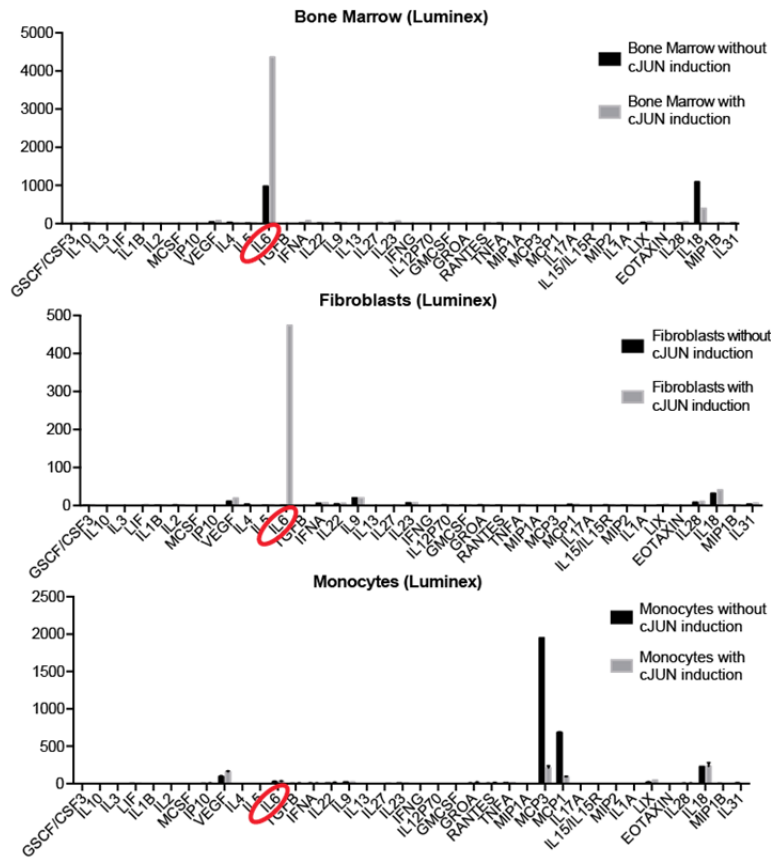 Bone Marrow (Luminex)
5000
4000
3000
2000
1000
0
Bone Marrow without
cJUN induction
Bone Marrow with
cJUN induction
GSCF/CSF3
IL10
IL3
LIF
IL1B
IL2
MCSF
IP10
VEGF
IL4
IL5
IL6
TGFB
IFNA
IL22
IL9
IL13
IL27
IL23
IFNG
IL12P70
GMCSF
GROA
RANTES
TNFA
MIP1A
MCP3
MCP1
IL17A
IL15/IL15R
MIP2
IL1A
LIX
EOTAXIN
IL28
IL18
MIP1B
IL31
Fibroblasts (Luminex)
500
400
300
200
100
0
Fibroblasts without
cJUN induction
Fibroblasts with
cJUN induction
GSCF/CSF3
IL10
IL3
LIF
IL1B
IL2
MCSF
IP10
VEGF
IL4
IL5
IL6
TGFB
IFNA
IL22
IL9
IL13
IL27
IL23
IFNG
IL12P70
GMCSF
GROA
RANTES
TNFA
MIP1A
MCP3
MCP1
IL17A
IL15/IL15R
MIP2
IL1A
LIX
EOTAXIN
IL28
IL18
MIP1B
IL31
Monocytes (Luminex)
2500
2000
1500
1000
500
0
Monocytes without
cJUN induction
Monocytes with
cJUN induction
GSCF/CSF3
IL10
IL3
LIF
IL1B
IL2
MCSF
IP10
VEGF
IL4
IL5
IL6
TGFB
IFNA
IL22
IL9
IL13
IL27
IL23
IFNG
IL12P70
GMCSF
GROA
RANTES
TNFA
MIP1A
MCP3
MCP1
IL17A
IL15/IL15R
MIP2
IL1A
LIX
EOTAXIN
IL28
IL18
MIP1B
IL31